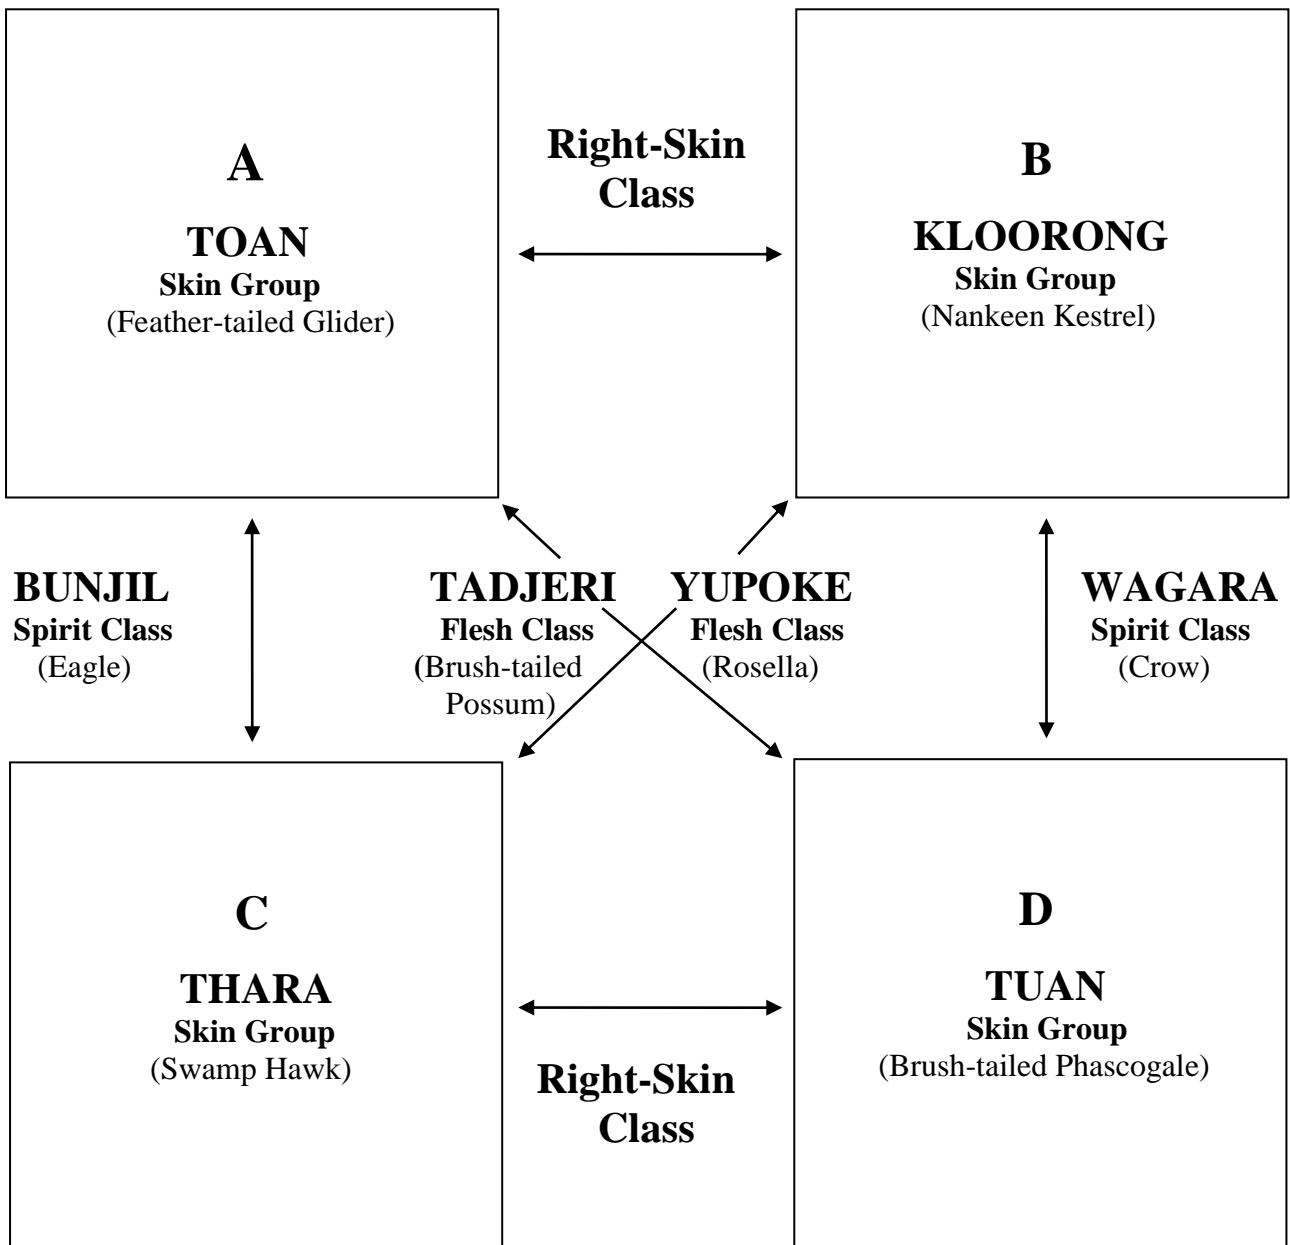 A
TOAN
Skin Group
(Feather-tailed Glider)
Right-Skin
Class
B
KLOORONG
Skin Group
(Nankeen Kestrel)
BUNJIL
Spirit Class
(Eagle)
TADJERI
Flesh Class
(Brush-tailed
Possum)
YUPOKE
Flesh Class
(Rosella)
WAGARA
Spirit Class
(Crow)
C
THARA
Skin Group
(Swamp Hawk)
Right-Skin
Class
D
TUAN
Skin Group
(Brush-tailed Phascogale)